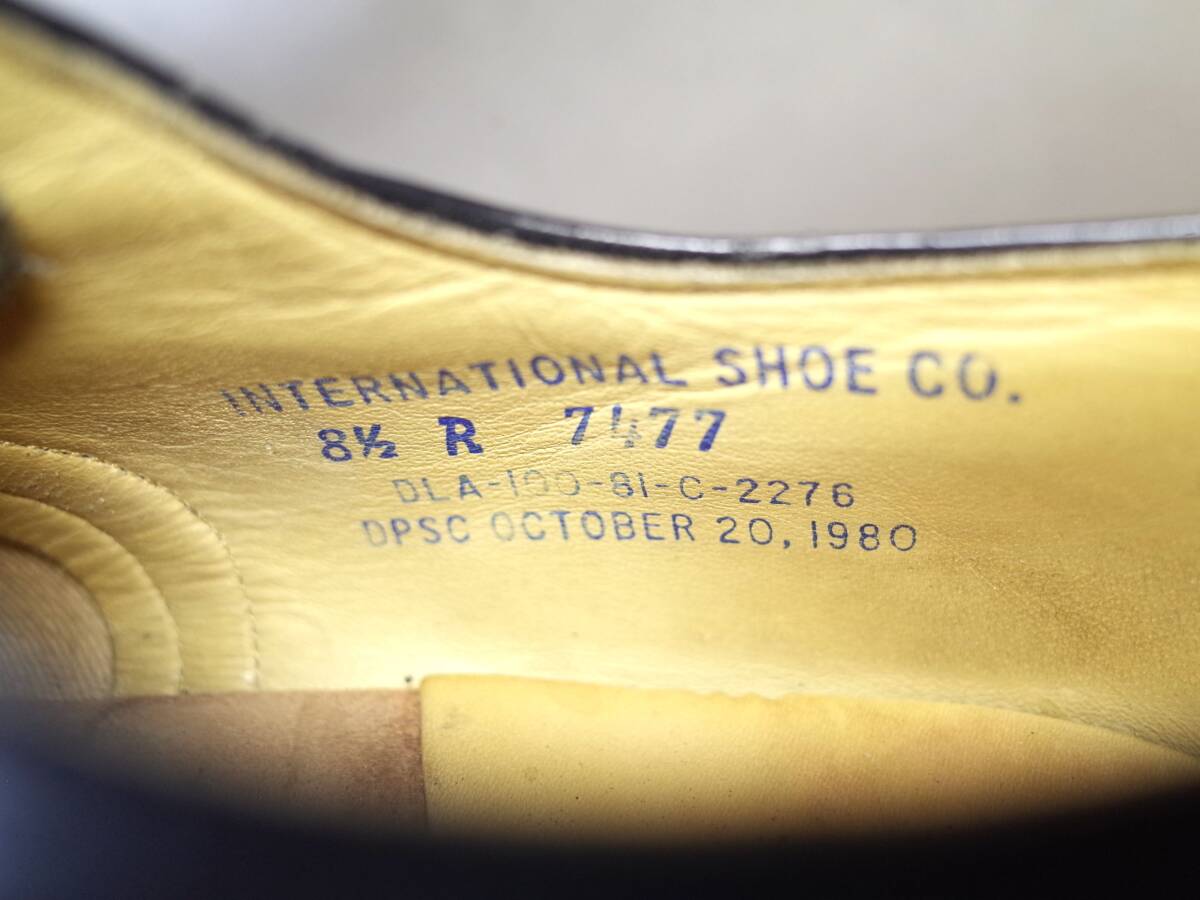 INTERNATIONAL SHOE CO.
8½ R 7477
DLA-100-81-C-2276
DPSC OCTOBER 20, 1980